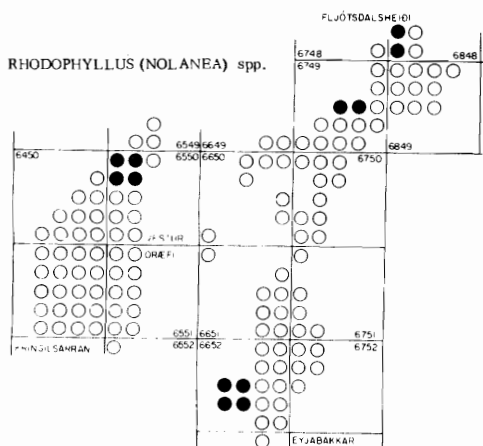 FLJÓTSDALSHEIÐI
RHODOPHYLLUS (NOLANEA) spp.
6748 6848
6749
6549 6649
6450 6550 6650 6750 6849
VESTUR
ÖRÆFI
6551 6651 6751
KRINGILSÁRRANI 6552 6652 6752
EYJABAKKAR